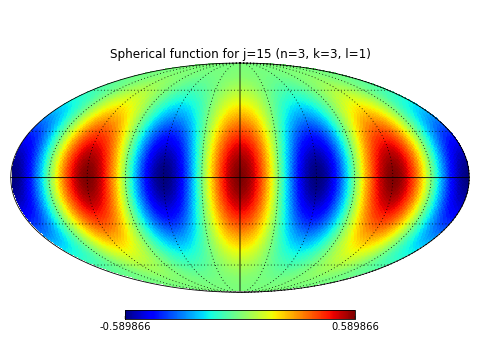 Spherical function for j=15 (n=3, k=3, l=1)
-0.589866 0.589866